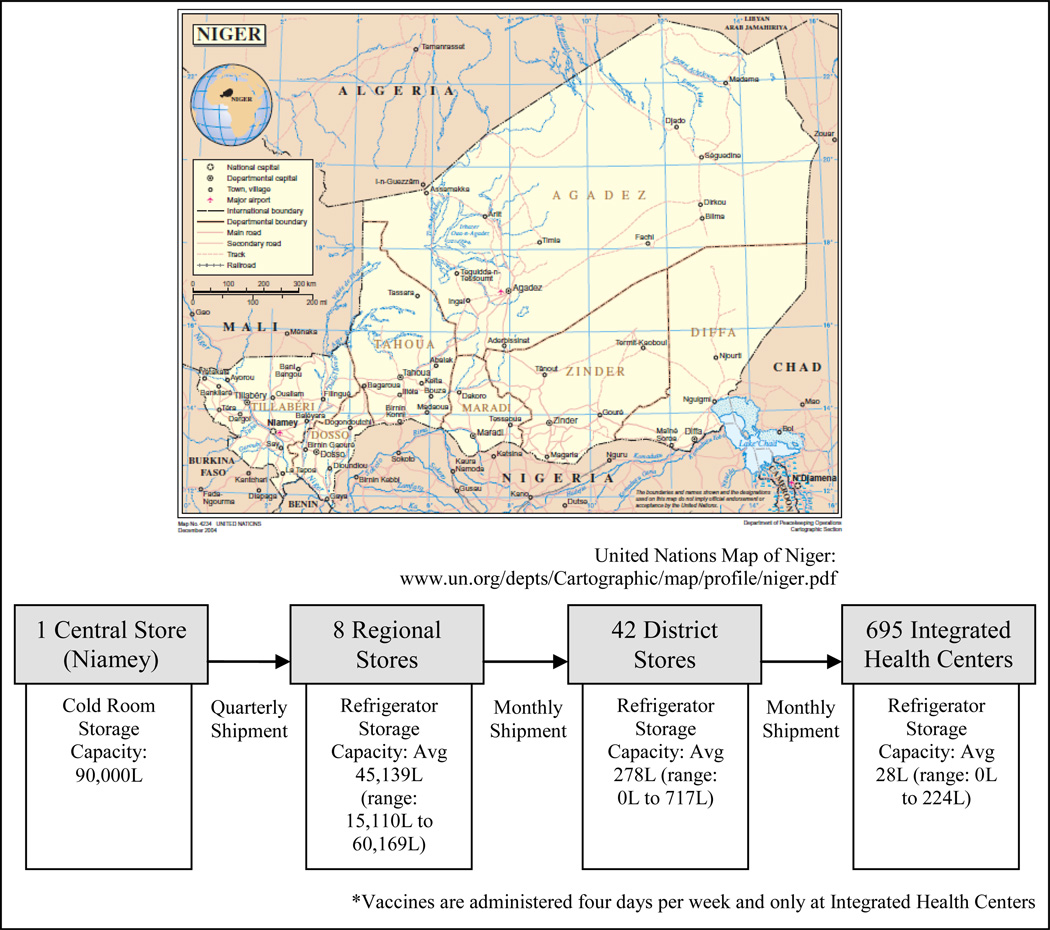 NIGER
LIBYAN
ARAB JAMAHIRIYA
Tamanrasset
ALGERIA
NIGER
Madama
Djado
Zouar
Séguedine
National capital
Departmental capital
Town, village
Major airport
International boundary
Departmental boundary
Main road
Secondary road
Track
Railroad
0 100 200 300 km
0 100 200 mi
I-n-Guezzâm
Assamakka
AGADEZ
Arlit
Dirkou
Bilma
Timia
Fachi
Teguidda-n-
Tessoumt
Tassara
Ingal
Agadez
Gao
MALI
Ménaka
TAHOUA
Aderbissinet
Termit-Kaoboul
DIFFA
Njourti
ZINDER
CHAD
Abalak
Tânout
Bani
Bangou
Tahoua
Keita
Bagaroua
Illéla
Bouza
Dakoro
Ayorou
Bankilaré
Tillabéry
Ouallam
Filingué
TILLABÉRI
Téra
Dargol
Baléyara
Niamey
Dogondoutchi
Birnin
Konni
Madaoua
MARADI
Tessaoua
Maradi
Zinder
Gouré
Nguigmi
Mao
Maïné
Soroa
Diffa
Bol
Lake Chad
DOSSO
Say
Birnin Gaouré
Dosso
Sokoto
Kaura
Namoda
Katsina
Magaria
Nguru
BURKINA
FASO
La Tapoa
Dioundiou
Kantchari
Birnin Kebbi
Gusau
NIGERIA
Kano
Dutse
Fada-
Ngourma
Diapaga
BENIN
Gaya
CAMEROON
N'Djamena
The boundaries and names shown and the designations
used on this map do not imply official endorsement or
acceptance by the United Nations.
Map No. 4234 UNITED NATIONS
December 2004
Department of Peacekeeping Operations
Cartographic Section
United Nations Map of Niger:
www.un.org/depts/Cartographic/map/profile/niger.pdf
1 Central Store
(Niamey)
Cold Room
Storage
Capacity:
90,000L
Quarterly
Shipment
8 Regional
Stores
Refrigerator
Storage
Capacity: Avg
45,139L
(range:
15,110L to
60,169L)
Monthly
Shipment
42 District
Stores
Refrigerator
Storage
Capacity: Avg
278L (range:
0L to 717L)
Monthly
Shipment
695 Integrated
Health Centers
Refrigerator
Storage
Capacity: Avg
28L (range: 0L
to 224L)
*Vaccines are administered four days per week and only at Integrated Health Centers